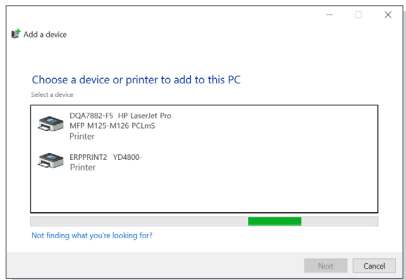 Add a device
Choose a device or printer to add to this PC
Select a device
DQA7882-F5 HP LaserJet Pro
MFP M125-M126 PCLmS
Printer
ERPPRINT2 YD4800-
Printer
Not finding what you're looking for?
Next
Cancel